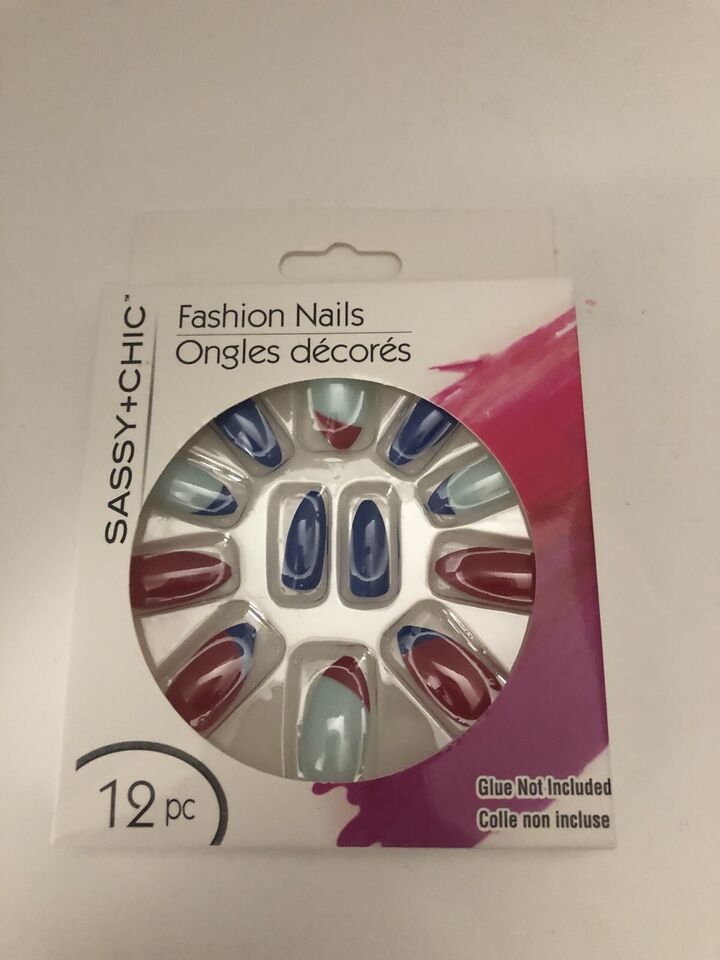 SASSY+CHIC™
Fashion Nails
Ongles décorés
12 pc
Glue Not Included
Colle non incluse